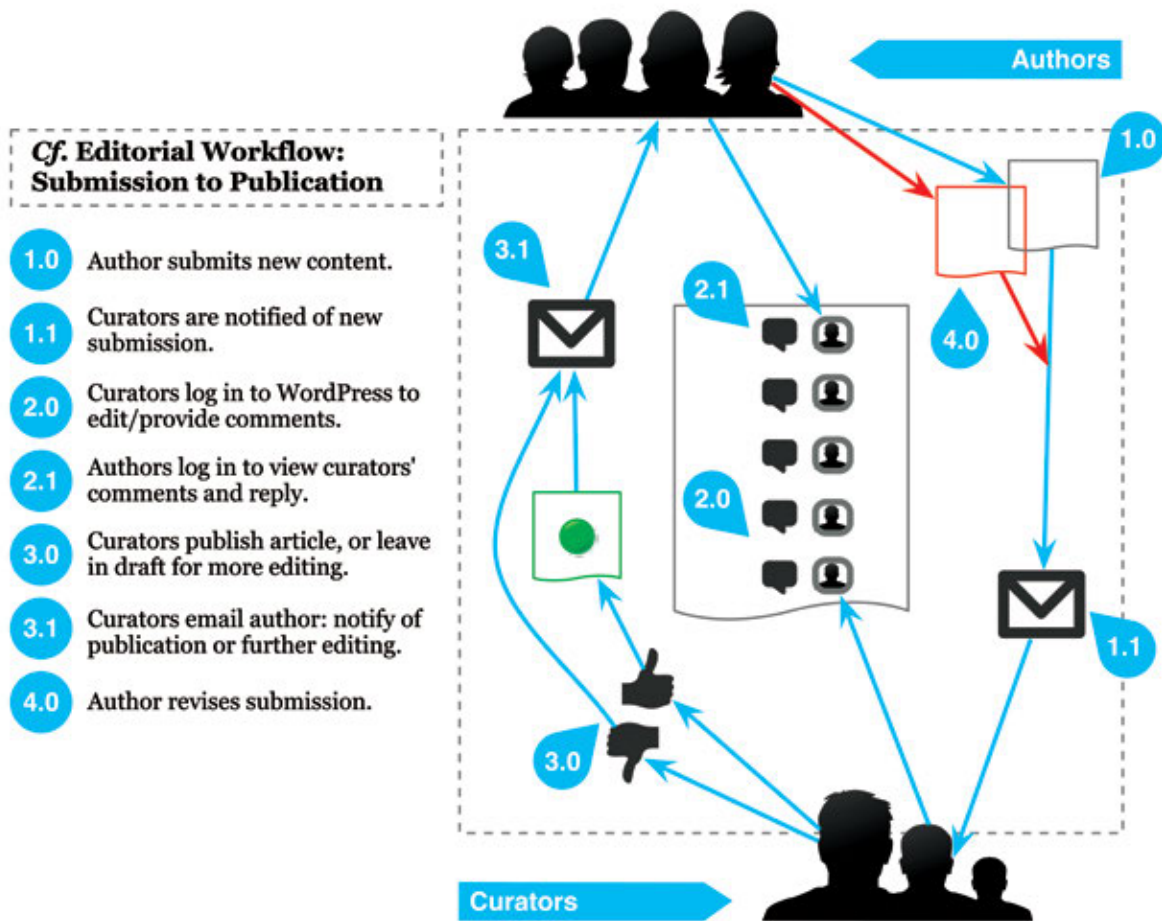 Authors
Cf. Editorial Workflow:
Submission to Publication
1.0
Author submits new content.
1.1
Curators are notified of new
submission.
2.0
Curators log in to WordPress to
edit/provide comments.
2.1
Authors log in to view curators'
comments and reply.
3.0
Curators publish article, or leave
in draft for more editing.
3.1
Curators email author: notify of
publication or further editing.
4.0
Author revises submission.
1.0
3.1
2.1
4.0
2.0
1.1
3.0
Curators